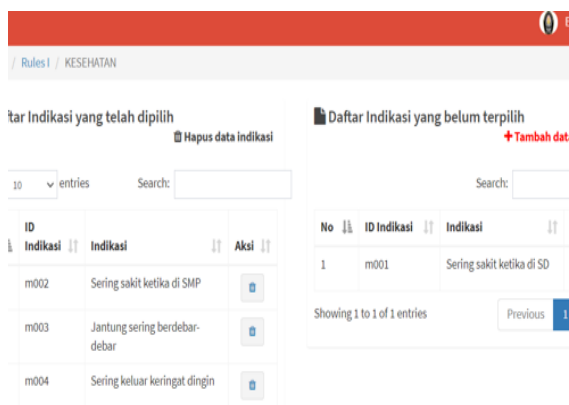 / Rules I / KESEHATAN
tar Indikasi yang telah dipilih
Hapus data indikasi
10 entries Search:
ID Indikasi Indikasi Aksi
m002 Sering sakit ketika di SMP
m003 Jantung sering berdebar-
debar
m004 Sering keluar keringat dingin
Daftar Indikasi yang belum terpilih
+ Tambah dat
Search:
No ID Indikasi Indikasi
1 m001 Sering sakit ketika di SD
Showing 1 to 1 of 1 entries Previous 1